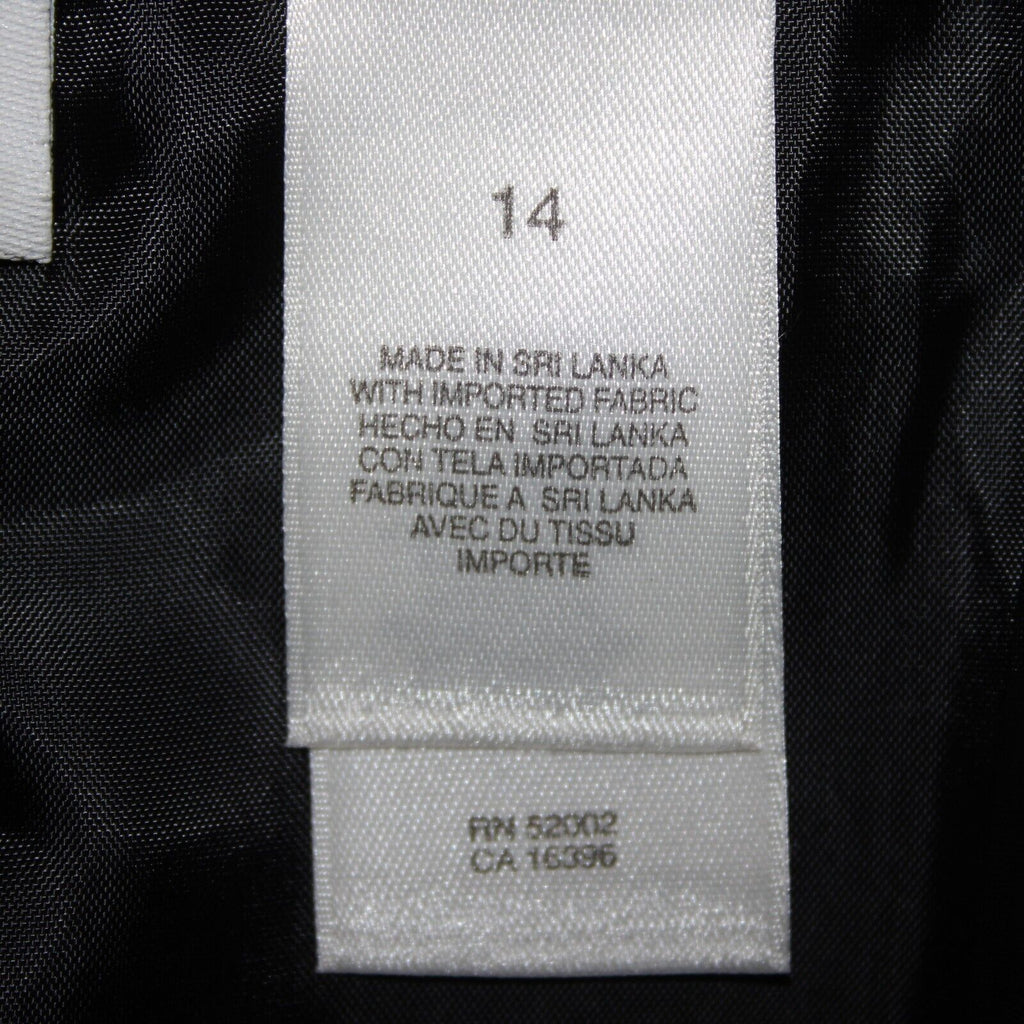 14
MADE IN SRI LANKA
WITH IMPORTED FABRIC
HECHO EN SRI LANKA
CON TELA IMPORTADA
FABRIQUE A SRI LANKA
AVEC DU TISSU
IMPORTE
RN 52002
CA 16396